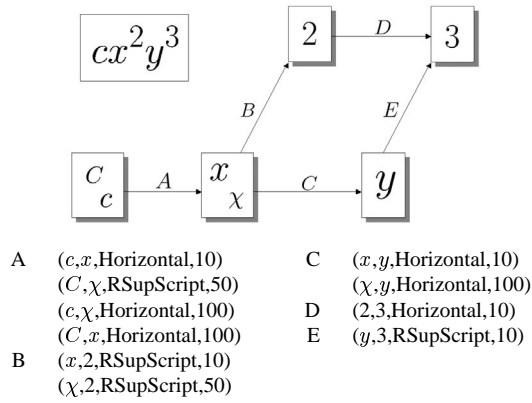 cx²y³
2 D 3
B E
C c A x χ C y
A (c,x,Horizontal,10)
(C,χ,RSupScript,50)
(c,χ,Horizontal,100)
(C,x,Horizontal,100)
B (x,2,RSupScript,10)
(χ,2,RSupScript,50)
C (x,y,Horizontal,10)
(χ,y,Horizontal,100)
D (2,3,Horizontal,10)
E (y,3,RSupScript,10)